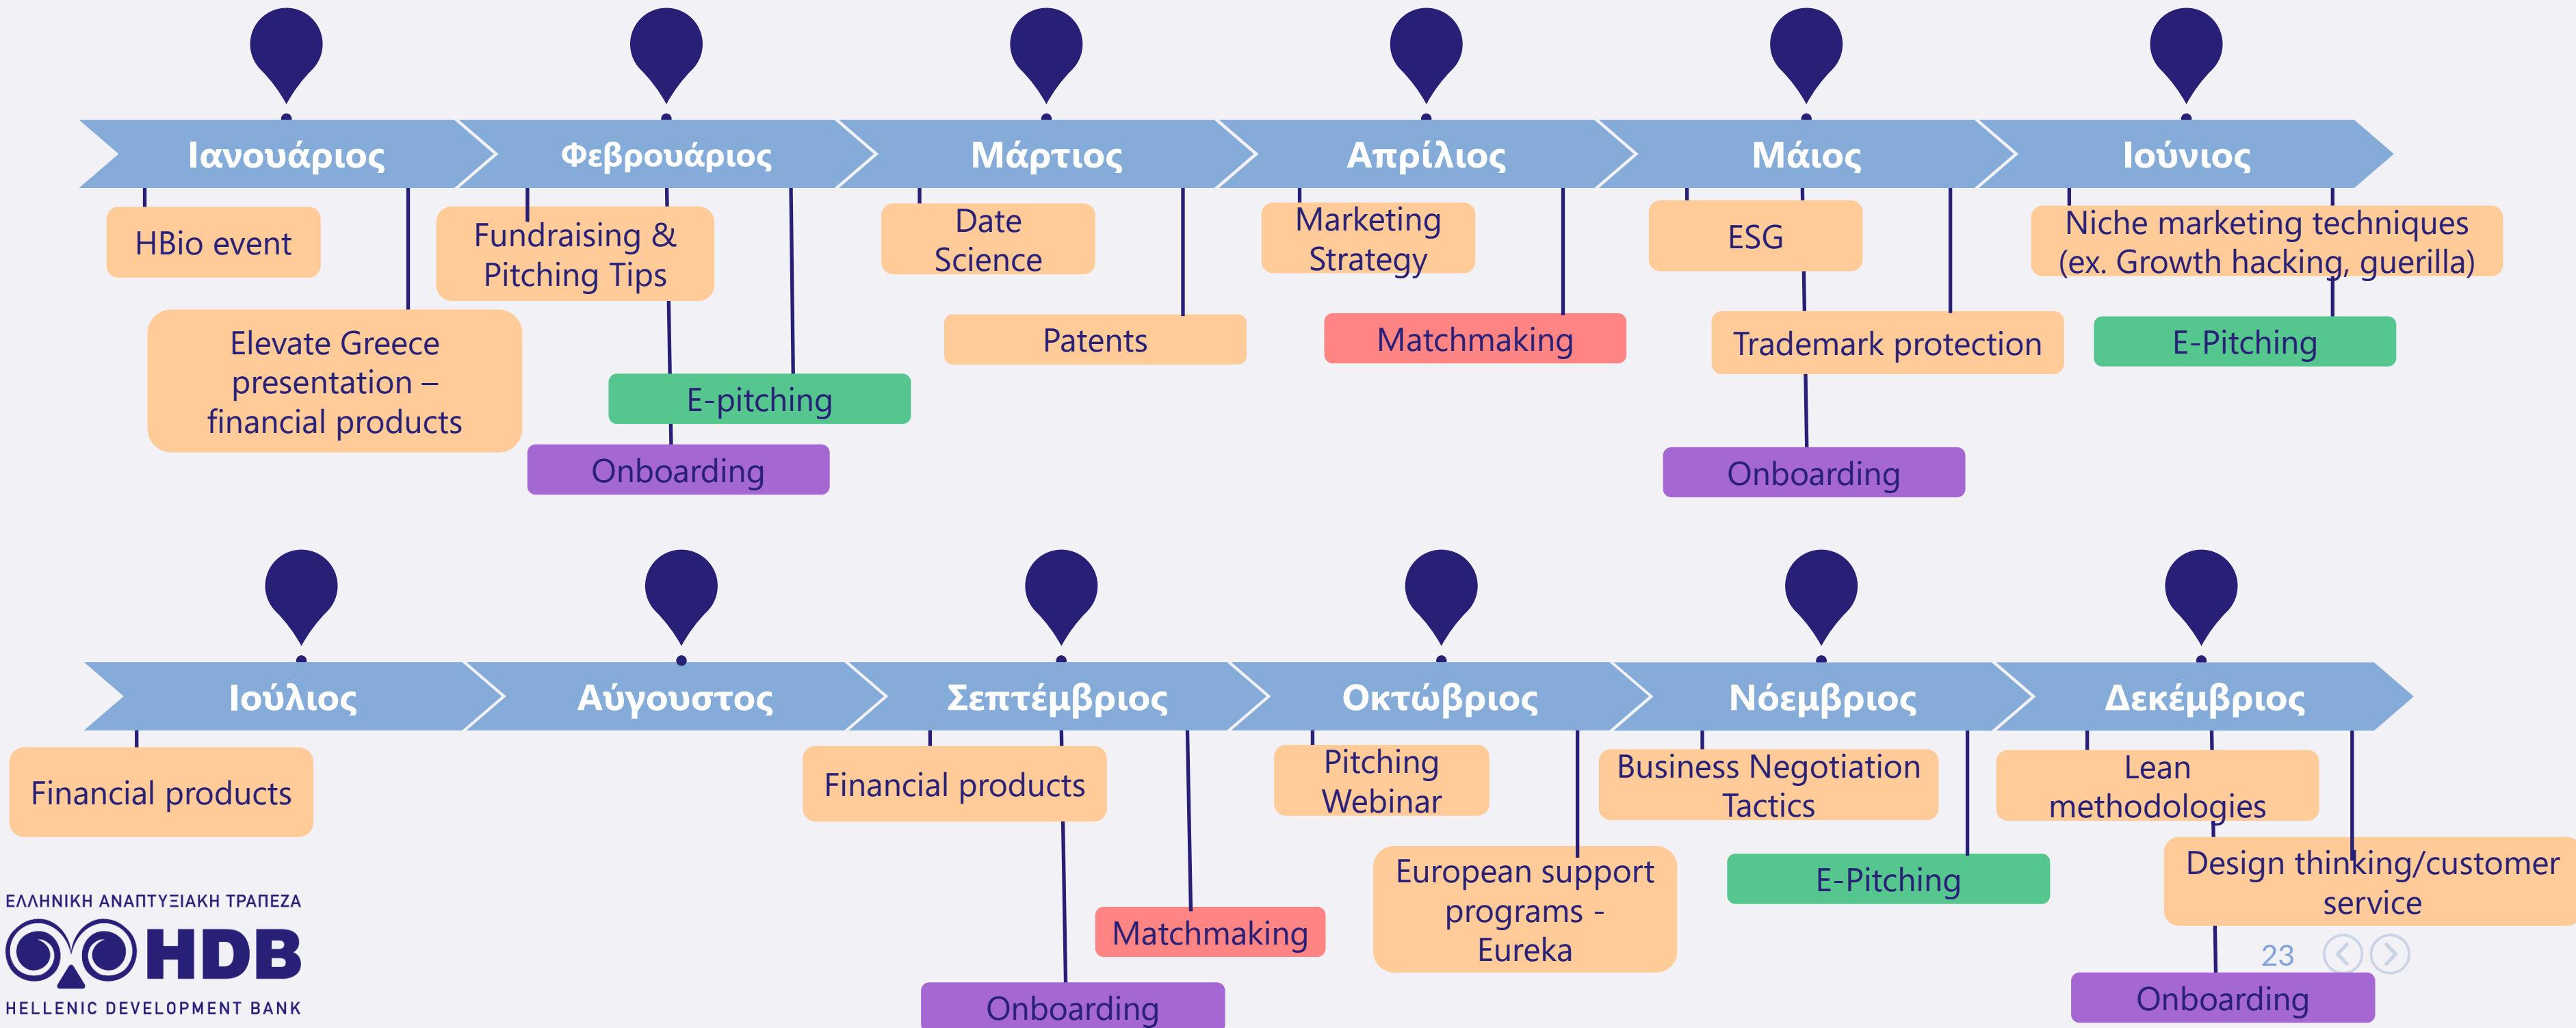 Ιανουάριος
Φεβρουάριος
Μάρτιος
Απρίλιος
Μάιος
Ιούνιος
HBio event
Elevate Greece
presentation –
financial products
Fundraising &
Pitching Tips
E-pitching
Onboarding
Date
Science
Patents
Marketing
Strategy
Matchmaking
ESG
Trademark protection
Onboarding
Niche marketing techniques
(ex. Growth hacking, guerilla)
E-Pitching
Ιούλιος
Αύγουστος
Σεπτέμβριος
Οκτώβριος
Νόεμβριος
Δεκέμβριος
Financial products
Financial products
Matchmaking
Onboarding
Pitching
Webinar
European support
programs -
Eureka
Business Negotiation
Tactics
E-Pitching
Lean
methodologies
Design thinking/customer
service
Onboarding
ΕΛΛΗΝΙΚΗ ΑΝΑΠΤΥΞΙΑΚΗ ΤΡΑΠΕΖΑ
HDB
HELLENIC DEVELOPMENT BANK
23